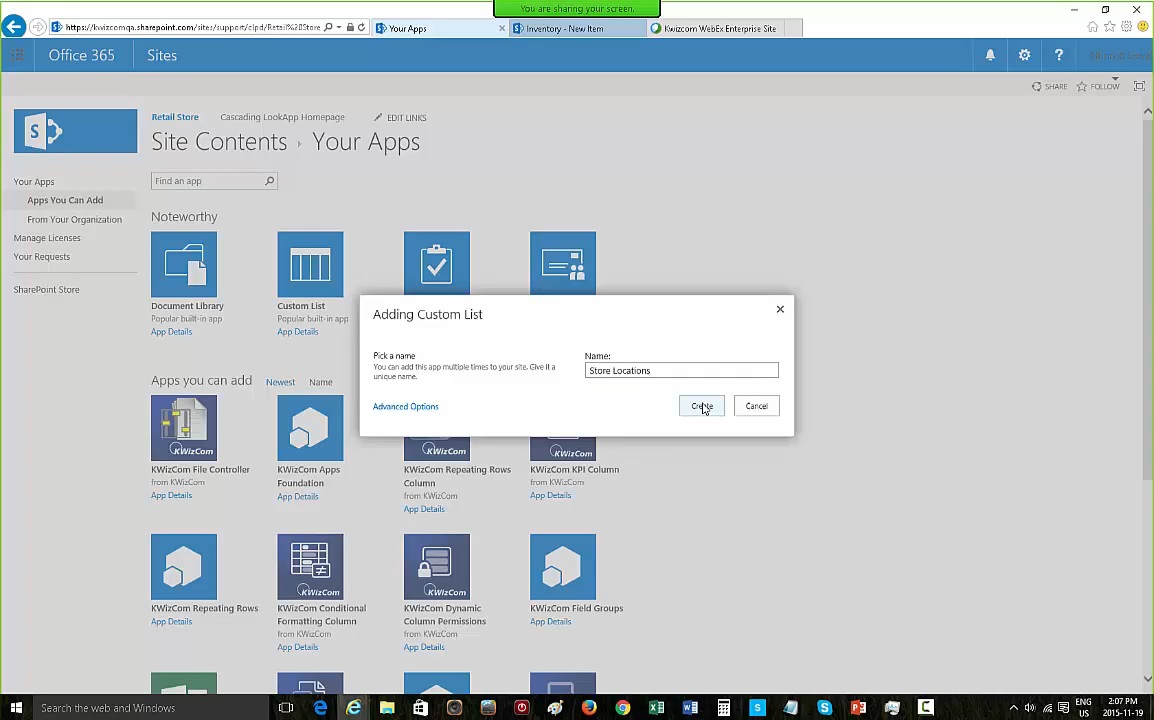 You are sharing your screen.
https://kwizcomqa.sharepoint.com/sites/support/cipd/Retail%20Store
Your Apps
Inventory - New Item
Kwizcom WebEx Enterprise Site
Office 365
Sites
?
SHARE
FOLLOW
S
Retail Store
Cascading LookApp Homepage
EDIT LINKS
Site Contents › Your Apps
Find an app
Your Apps
Apps You Can Add
From Your Organization
Manage Licenses
Your Requests
SharePoint Store
Noteworthy
Document Library
Popular built-in app
App Details
Custom List
Popular built-in app
App Details
Adding Custom List
Pick a name
You can add this app multiple times to your site. Give it a
unique name.
Name:
Store Locations
Advanced Options
Create
Cancel
Apps you can add
Newest
Name
KWizCom
KWizCom File Controller
from KWizCom
App Details
KWizCom Apps
Foundation
App Details
KWizCom
KWizCom Repeating Rows
Column
from KWizCom
App Details
KWizCom
KWizCom KPI Column
from KWizCom
App Details
KWizCom Repeating Rows
App Details
KWizCom
KWizCom Conditional
Formatting Column
from KWizCom
App Details
KWizCom
KWizCom Dynamic
Column Permissions
from KWizCom
App Details
KWizCom Field Groups
App Details
Search the web and Windows
ENG
US
2:07 PM
2015-11-19